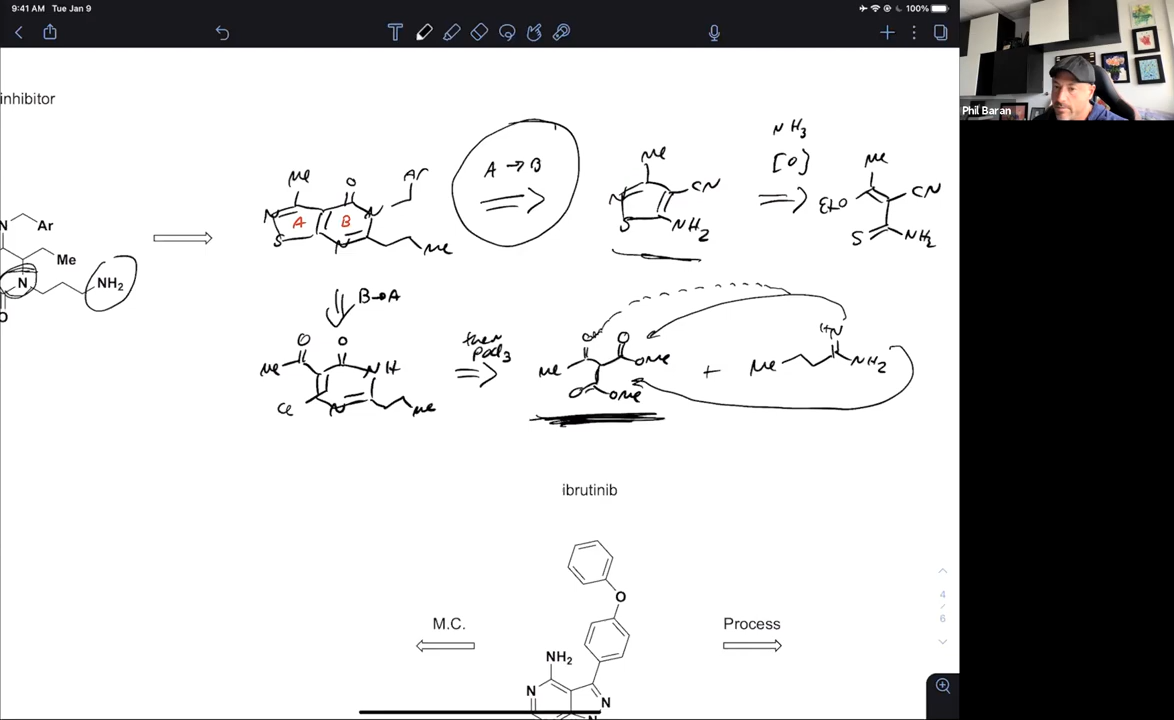 9:41 AM Tue Jan 9
100%
T
Phil Baran
inhibitor
N
Ar
Me
N
NH2
O
Me
O
Ar
N
A
B
N
S
N
Me
A → B
Me
N
CN
S
NH2
NH3
[O]
Me
EtO
CN
S
NH2
B → A
O
O
Me
NH
Cl
N
Me
then
POCl3
O
O
Me
OMe
O
OMe
+
HN
Me
NH2
ibrutinib
O
M.C.
Process
NH2
N
N
N
4
/
6